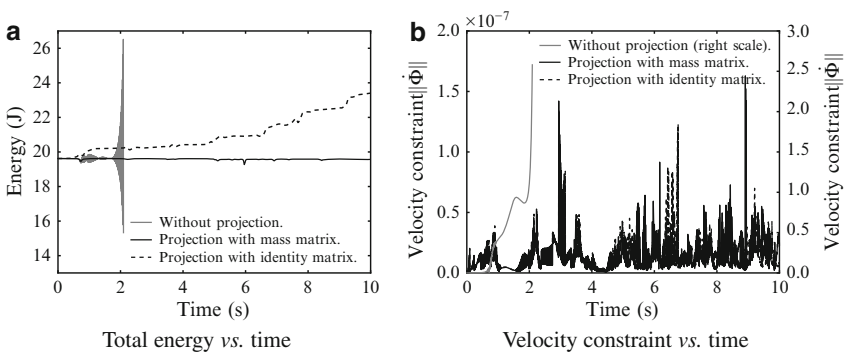 a
Energy (J)
26
24
22
20
18
16
14
Without projection.
Projection with mass matrix.
Projection with identity matrix.
0 2 4 6 8 10
Time (s)
Total energy vs. time
b
×10⁻⁷
Velocity constraint‖Φ̇‖
2.0
1.5
1.0
0.5
0.0
Without projection (right scale).
Projection with mass matrix.
Projection with identity matrix.
3.0
2.5
2.0
1.5
1.0
0.5
0.0
Velocity constraint‖Φ̇‖
0 2 4 6 8 10
Time (s)
Velocity constraint vs. time